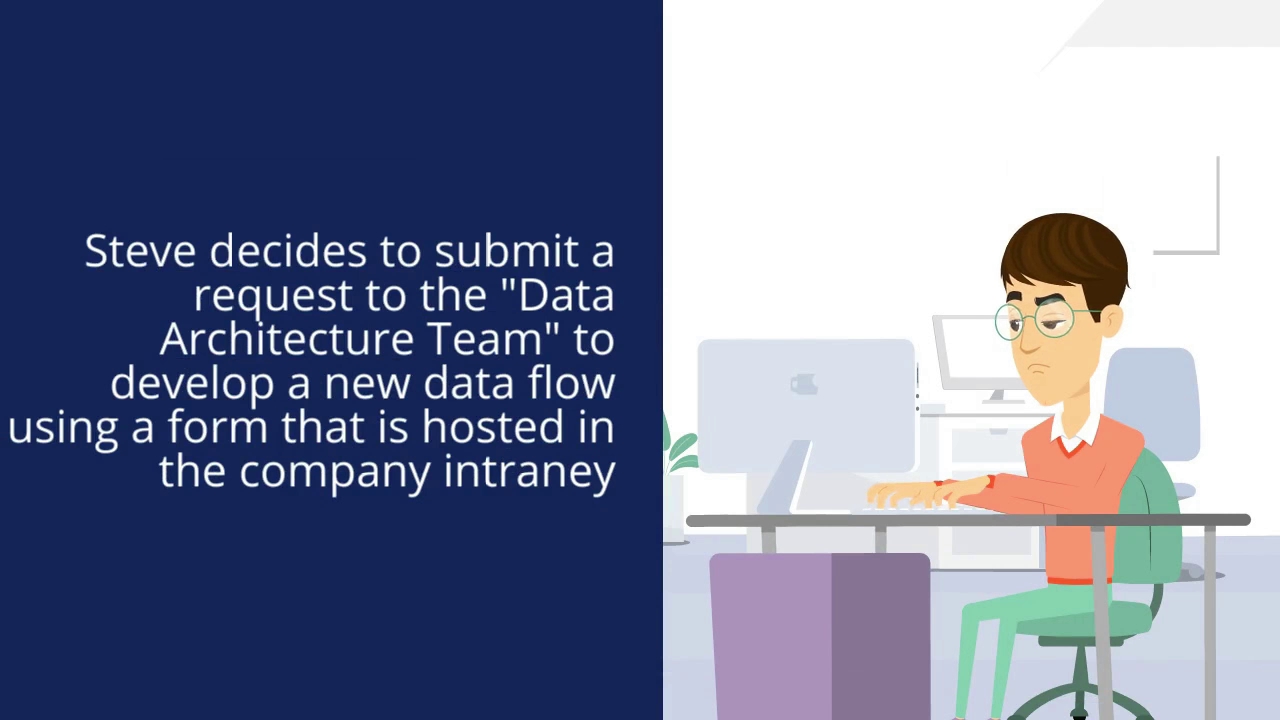 Steve decides to submit a
request to the "Data
Architecture Team" to
develop a new data flow
using a form that is hosted in
the company intraney